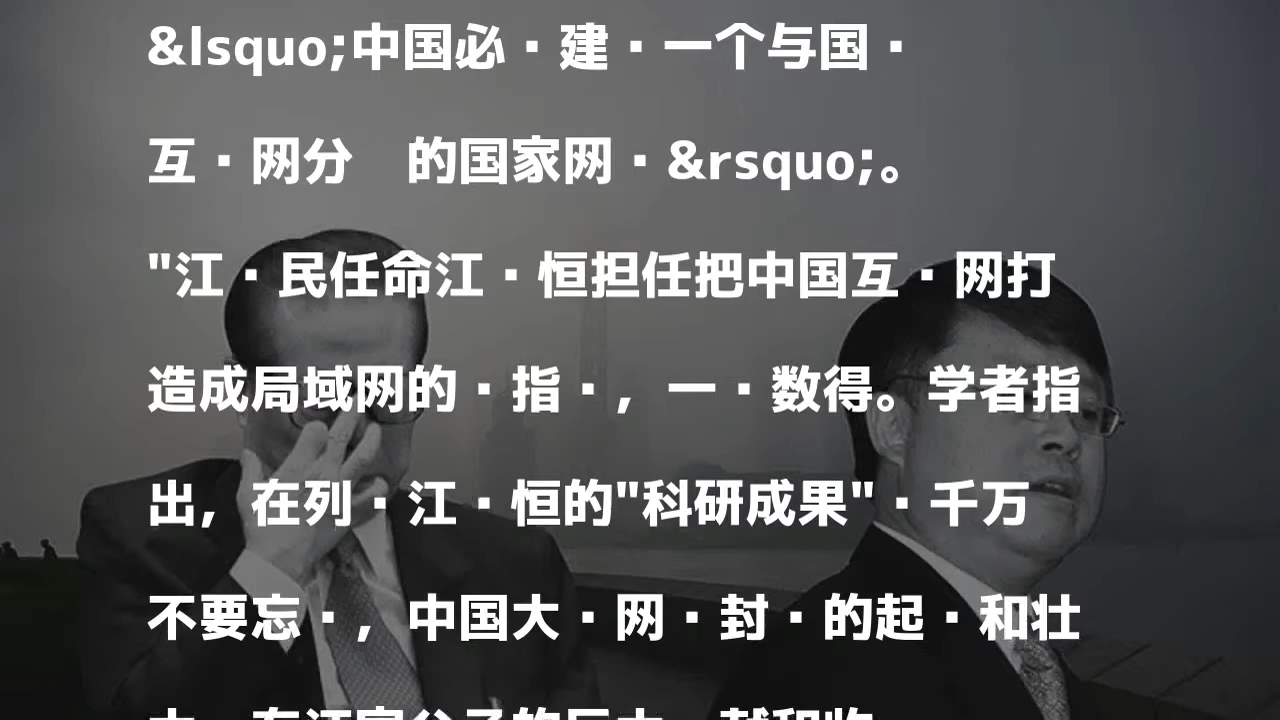 &lsquo;中国必·建·一个与国·
互·网分　的国家网·&rsquo;。
"江·民任命江·恒担任把中国互·网打
造成局域网的·指·，一·数得。学者指
出，在列·江·恒的"科研成果"·千万
不要忘·，中国大·网·封·的起·和壮